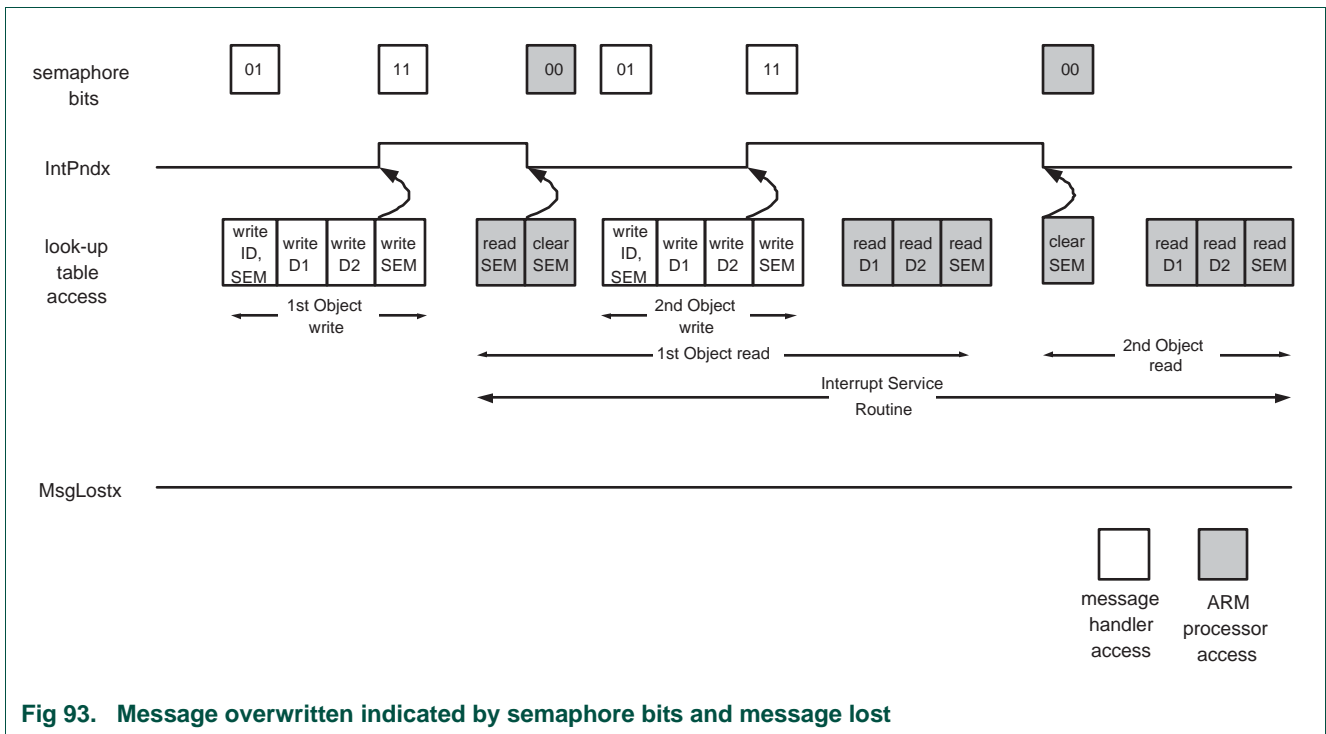 semaphore
bits
01
11
00
01
11
00
IntPndx
look-up
table
access
write
ID,
SEM
write
D1
write
D2
write
SEM
read
SEM
clear
SEM
write
ID,
SEM
write
D1
write
D2
write
SEM
read
D1
read
D2
read
SEM
clear
SEM
read
D1
read
D2
read
SEM
1st Object
write
2nd Object
write
1st Object read
2nd Object
read
Interrupt Service
Routine
MsgLostx
message
handler
access
ARM
processor
access
Fig 93. Message overwritten indicated by semaphore bits and message lost